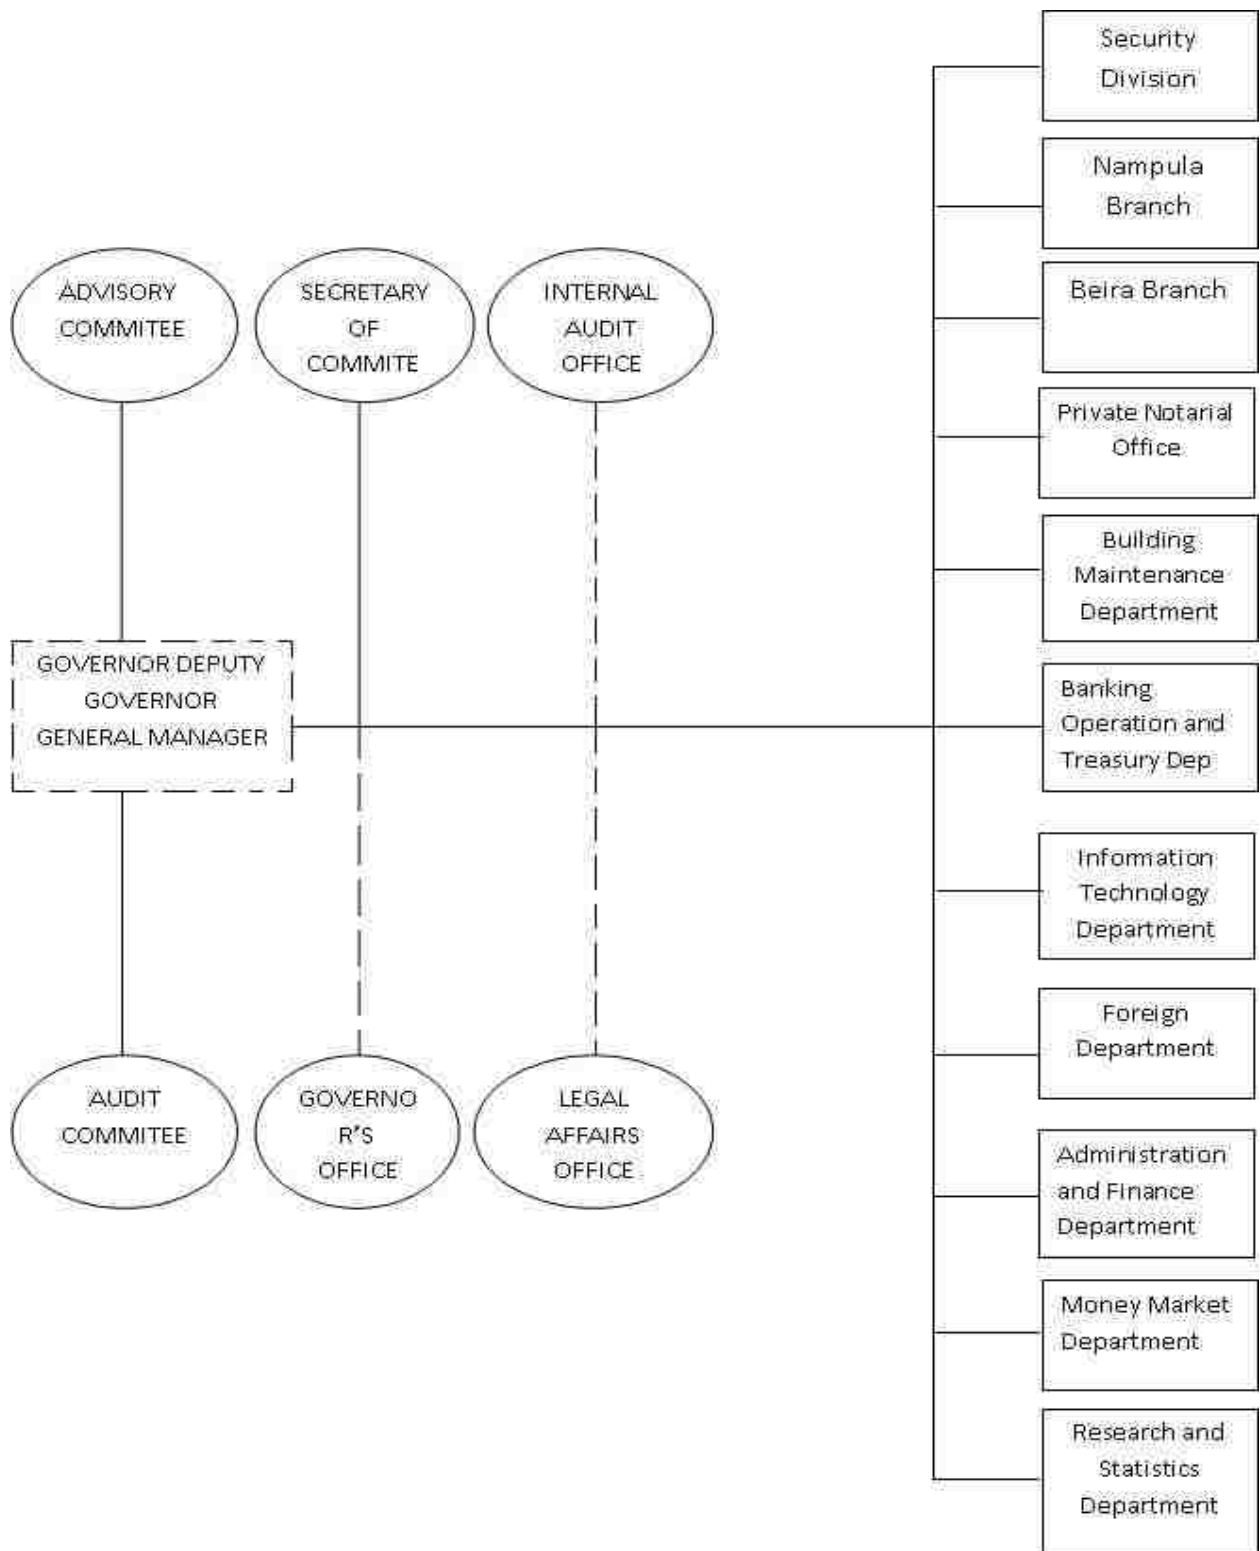 Security
Division
Nampula
Branch
Beira Branch
Private Notarial
Office
Building
Maintenance
Department
Banking
Operation and
Treasury Dep
Information
Technology
Department
Foreign
Department
Administration
and Finance
Department
Money Market
Department
Research and
Statistics
Department
ADVISORY
COMMITEE
SECRETARY
OF
COMMITE
INTERNAL
AUDIT
OFFICE
GOVERNOR DEPUTY
GOVERNOR
GENERAL MANAGER
AUDIT
COMMITEE
GOVERNO
R'S
OFFICE
LEGAL
AFFAIRS
OFFICE